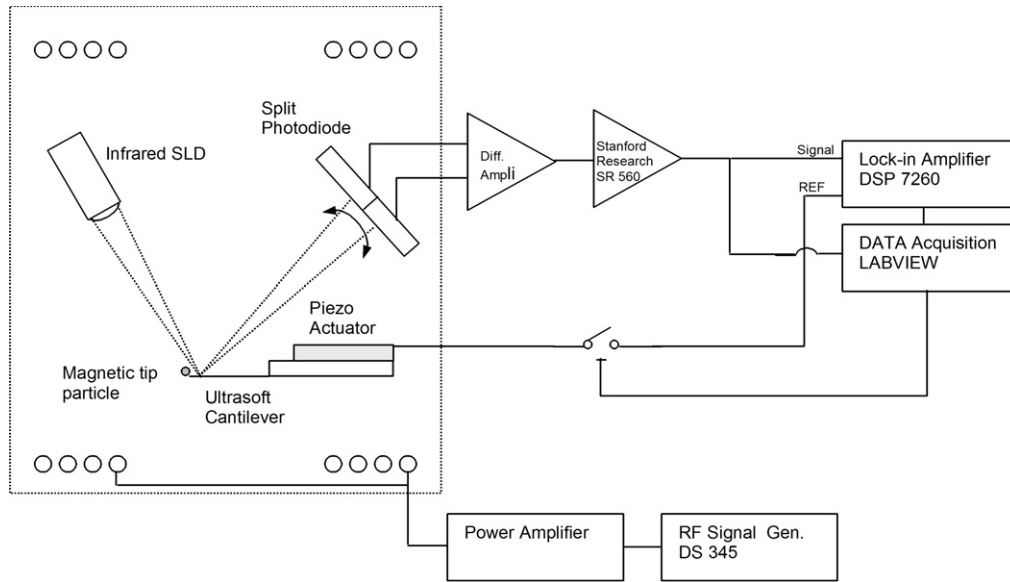 Split
Photodiode
Infrared SLD
Diff.
Ampli
Stanford
Research
SR 560
Signal
REF
Lock-in Amplifier
DSP 7260
DATA Acquisition
LABVIEW
Piezo
Actuator
Magnetic tip
particle
Ultrasoft
Cantilever
Power Amplifier
RF Signal Gen.
DS 345